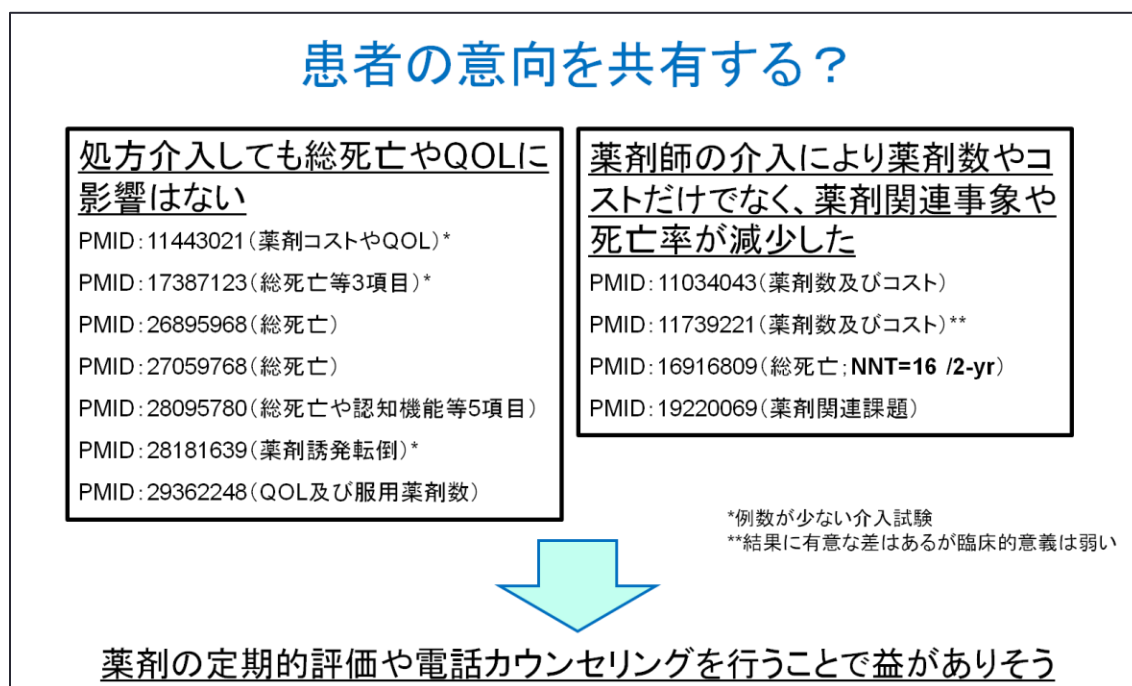 患者の意向を共有する？
処方介入しても総死亡やQOLに
影響はない
PMID：11443021（薬剤コストやQOL）*
PMID：17387123（総死亡等3項目）*
PMID：26895968（総死亡）
PMID：27059768（総死亡）
PMID：28095780（総死亡や認知機能等5項目）
PMID：28181639（薬剤誘発転倒）*
PMID：29362248（QOL及び服用薬剤数）
薬剤師の介入により薬剤数やコ
ストだけでなく、薬剤関連事象や
死亡率が減少した
PMID：11034043（薬剤数及びコスト）
PMID：11739221（薬剤数及びコスト）**
PMID：16916809（総死亡；NNT=16 /2-yr）
PMID：19220069（薬剤関連課題）
*例数が少ない介入試験
**結果に有意な差はあるが臨床的意義は弱い
薬剤の定期的評価や電話カウンセリングを行うことで益がありそう